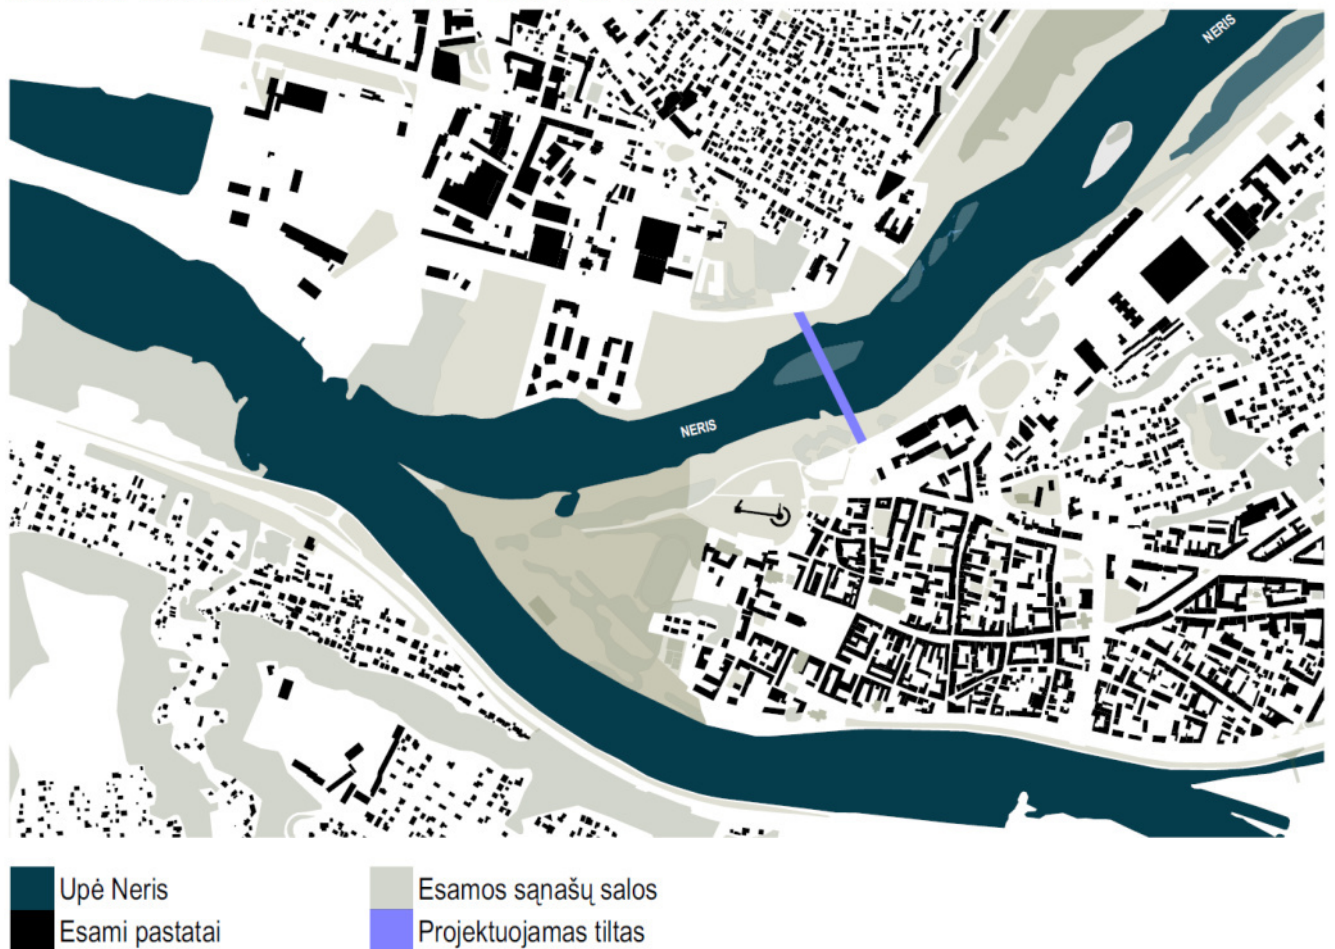 NERIS
NERIS
Upė Neris
Esami pastatai
Esamos sąnašų salos
Projektuojamas tiltas